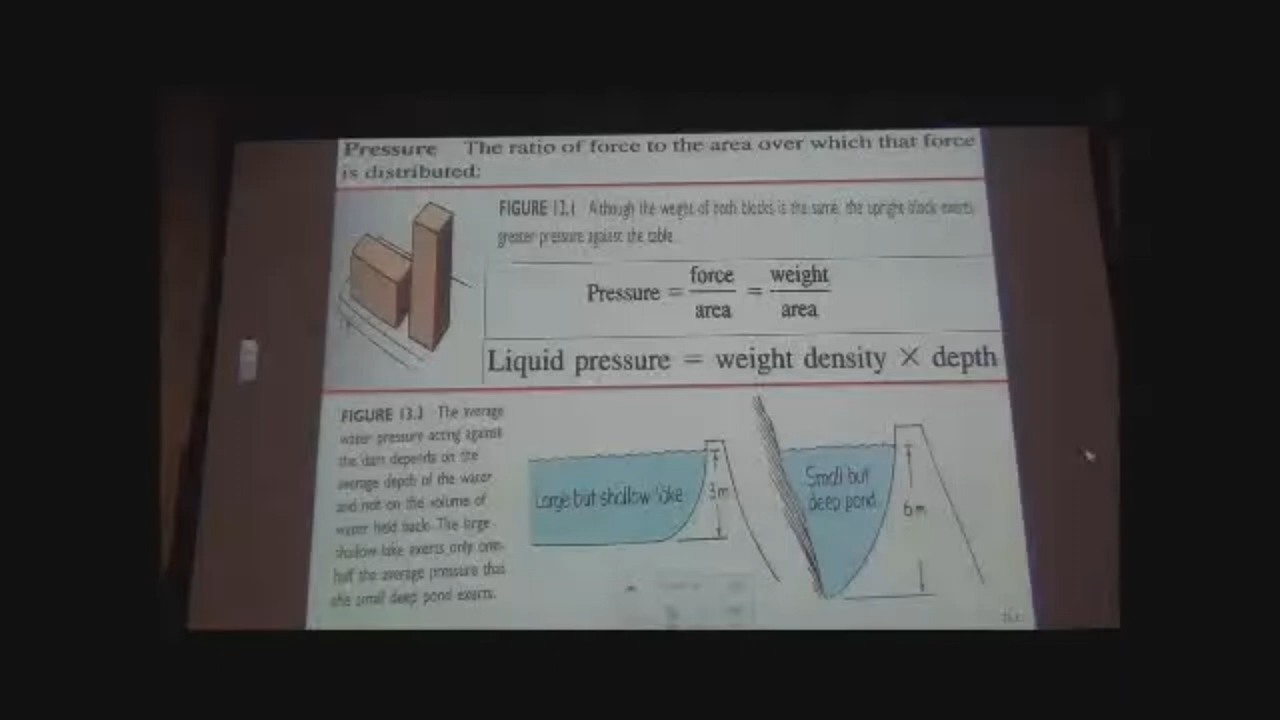 Pressure The ratio of force to the area over which that force
is distributed:
FIGURE 13.1 Although the weight of both blocks is the same, the upright block exerts
greater pressure against the table.
Pressure = force/area = weight/area
Liquid pressure = weight density × depth
FIGURE 13.3 The average
water pressure acting against
the dam depends on the
average depth of the water
and not on the volume of
water held back. The large
shallow lake exerts only one-
half the average pressure that
the small deep pond exerts.
Large but shallow lake
3m
Small but
deep pond
6m